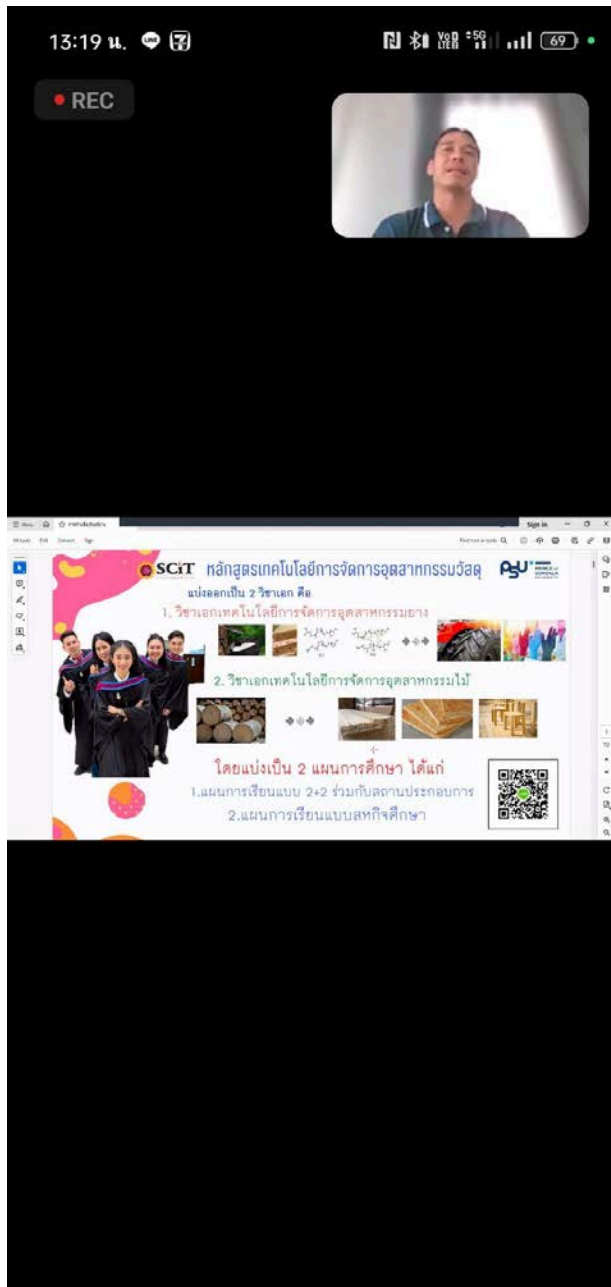 13:19 น.
LINE
VoD LTE
5G
69
REC
Menu
Sign in
SCiT หลักสูตรเทคโนโลยีการจัดการอุตสาหกรรมวัสดุ PSU PRINCE OF SONGKLA
แบ่งออกเป็น 2 วิชาเอก คือ
1. วิชาเอกเทคโนโลยีการจัดการอุตสาหกรรมยาง
2. วิชาเอกเทคโนโลยีการจัดการอุตสาหกรรมไม้
โดยแบ่งเป็น 2 แผนการศึกษา ได้แก่
1.แผนการเรียนแบบ 2+2 ร่วมกับสถานประกอบการ
2.แผนการเรียนแบบสหกิจศึกษา